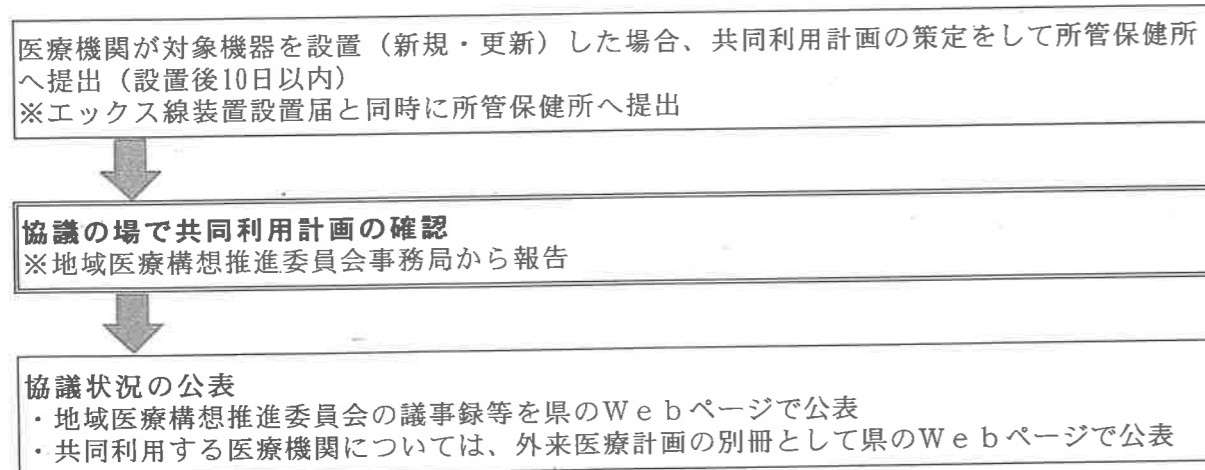 医療機関が対象機器を設置（新規・更新）した場合、共同利用計画の策定をして所管保健所
へ提出（設置後10日以内）
※エックス線装置設置届と同時に所管保健所へ提出
協議の場で共同利用計画の確認
※地域医療構想推進委員会事務局から報告
協議状況の公表
・地域医療構想推進委員会の議事録等を県のＷｅｂページで公表
・共同利用する医療機関については、外来医療計画の別冊として県のＷｅｂページで公表